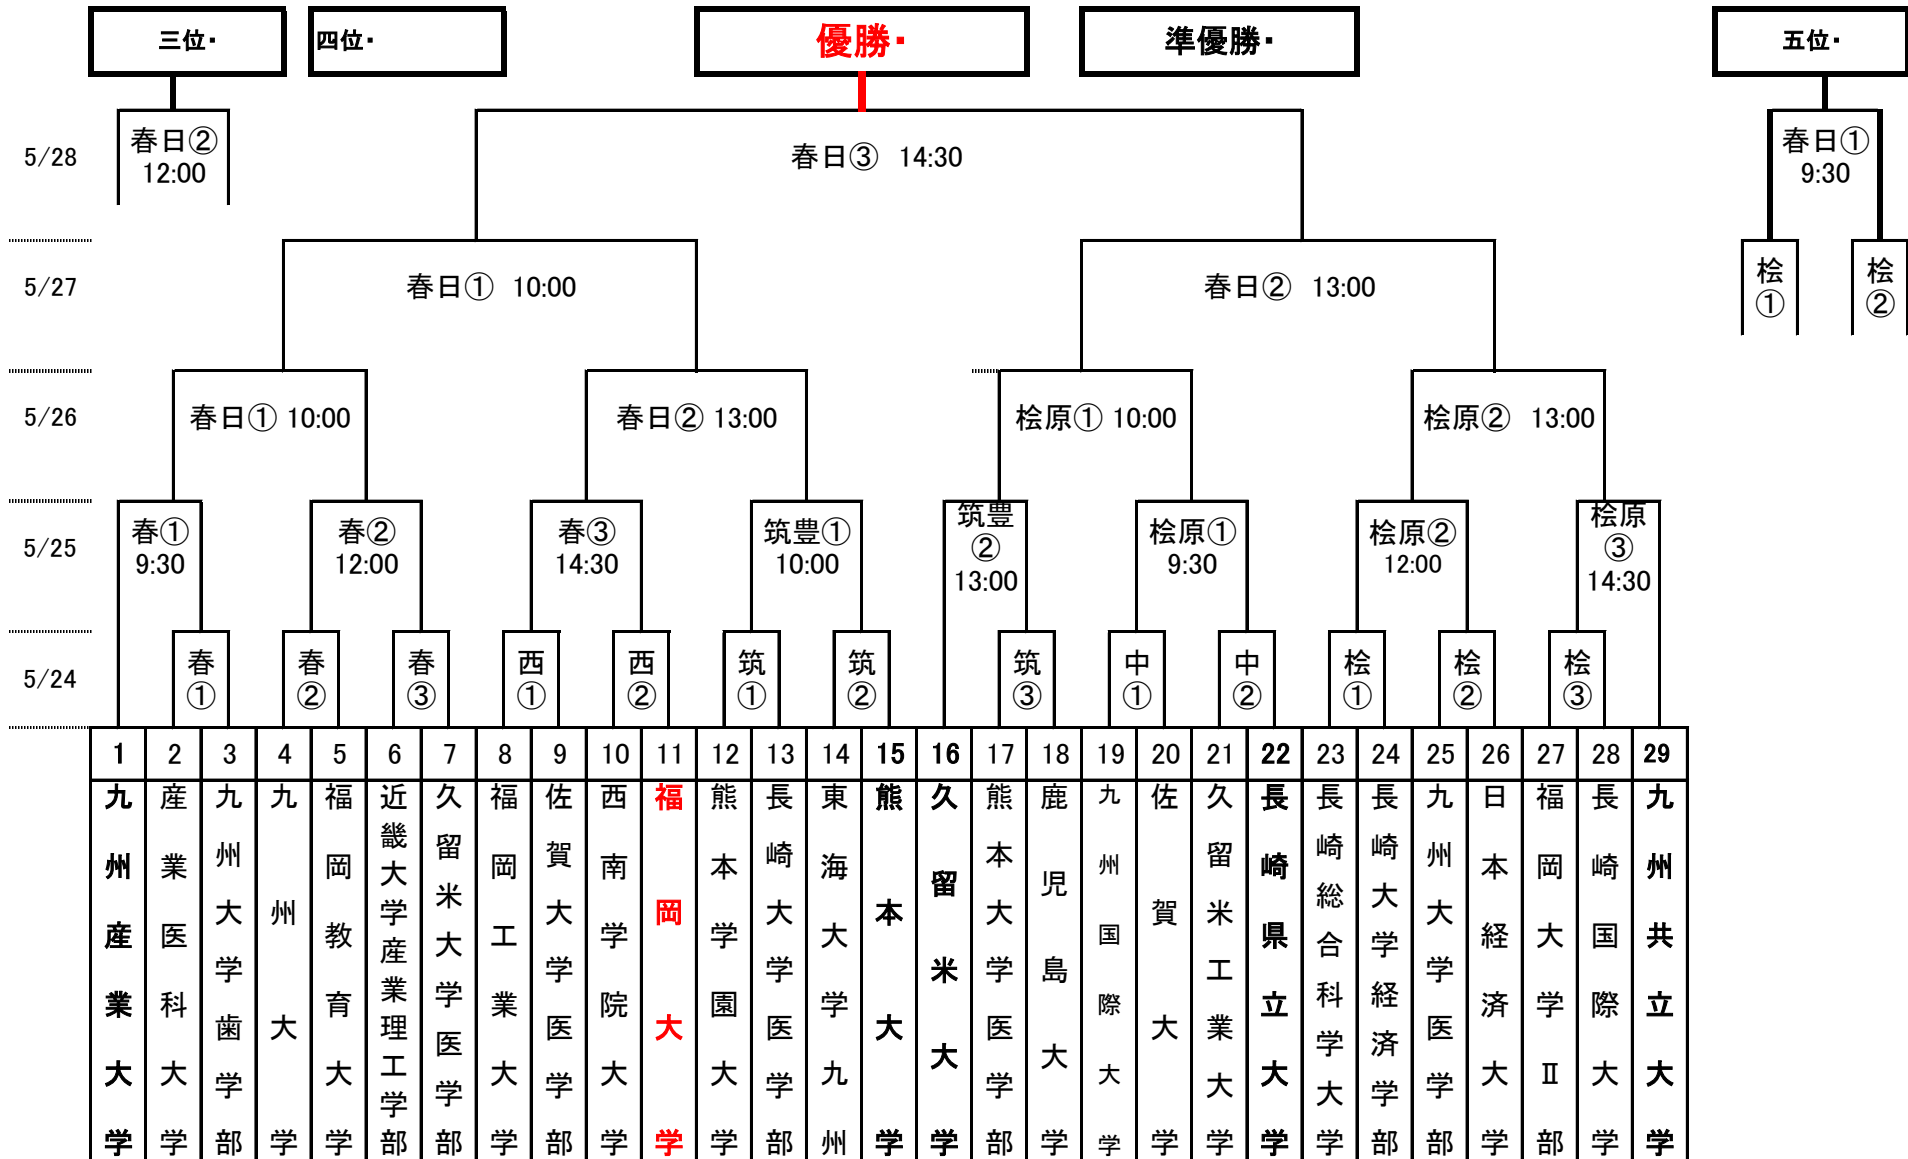 三位・ 四位・ 優勝・ 準優勝・ 五位・
5/28
春日②
12:00
春日③ 14:30
春日①
9:30
5/27
春日① 10:00
春日② 13:00
桧
①
桧
②
5/26
春日① 10:00
春日② 13:00
桧原① 10:00
桧原② 13:00
5/25
春①
9:30
春②
12:00
春③
14:30
筑豊①
10:00
筑豊
②
13:00
桧原①
9:30
桧原②
12:00
桧原
③
14:30
5/24
春
①
春
②
春
③
西
①
西
②
筑
①
筑
②
筑
③
中
①
中
②
桧
①
桧
②
桧
③
1 2 3 4 5 6 7 8 9 10 11 12 13 14 15 16 17 18 19 20 21 22 23 24 25 26 27 28 29
九州産業大学
産業医科大学
九州大学歯学部
九州大学
福岡教育大学
近畿大学産業理工学部
久留米大学医学部
福岡工業大学
佐賀大学医学部
西南学院大学
福岡大学
熊本学園大学
長崎大学医学部
東海大学九州
熊本大学
久留米大学
熊本大学医学部
鹿児島大学
九州国際大学
佐賀大学
久留米工業大学
長崎県立大学
長崎総合科学大学
長崎大学経済学部
九州大学医学部
日本経済大学
福岡大学Ⅱ部
長崎国際大学
九州共立大学